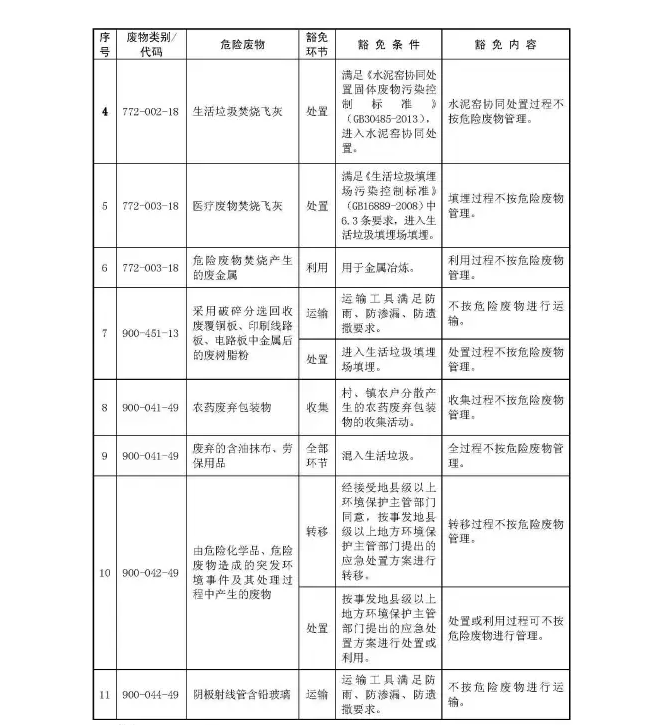 序号
废物类别/代码
危险废物
豁免环节
豁免条件
豁免内容
4
772-002-18
生活垃圾焚烧飞灰
处置
满足《水泥窑协同处
置固体废物污染控
制标准》
（GB30485-2013），
进入水泥窑协同处
置。
水泥窑协同处置过程不
按危险废物管理。
5
772-003-18
医疗废物焚烧飞灰
处置
满足《生活垃圾填埋
场污染控制标准》
（GB16889-2008）中
6.3条要求，进入生
活垃圾填埋场填埋。
填埋过程不按危险废物
管理。
6
772-003-18
危险废物焚烧产生
的废金属
利用
用于金属冶炼。
利用过程不按危险废物
管理。
7
900-451-13
采用破碎分选回收
废覆铜板、印刷线路
板、电路板中金属后
的废树脂粉
运输
运输工具满足防
雨、防渗漏、防遗
撒要求。
不按危险废物进行运
输。
处置
进入生活垃圾填埋
场填埋。
处置过程不按危险废物
管理。
8
900-041-49
农药废弃包装物
收集
村、镇农户分散产
生的农药废弃包装
物的收集活动。
收集过程不按危险废物
管理。
9
900-041-49
废弃的含油抹布、劳
保用品
全部
环节
混入生活垃圾。
全过程不按危险废物管
理。
10
900-042-49
由危险化学品、危险
废物造成的突发环
境事件及其处理过
程中产生的废物
转移
经接受地县级以上
环境保护主管部门
同意，按事发地县
级以上地方环境保
护主管部门提出的
应急处置方案进行
转移。
转移过程不按危险废物
管理。
处置
按事发地县级以上
地方环境保护主管
部门提出的应急处
置方案进行处置或
利用。
处置或利用过程可不按
危险废物进行管理。
11
900-044-49
阴极射线管含铅玻璃
运输
运输工具满足防
雨、防渗漏、防遗
撒要求。
不按危险废物进行运
输。